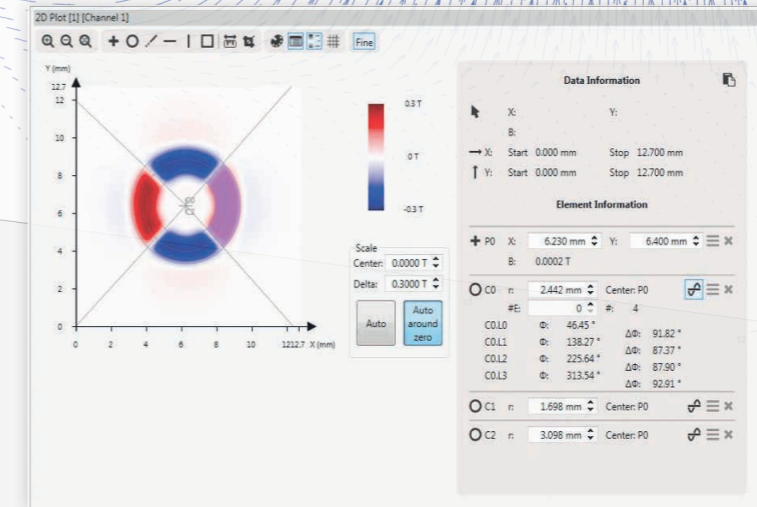 2D Plot [1] [Channel 1]
Fine
Y (mm)
12.7
12
10
8
6
4
2
0
0 2 4 6 8 10 1212.7 X (mm)
0.3 T
0 T
-0.3 T
Scale
Center: 0.0000 T
Delta: 0.3000 T
Auto
Auto around zero
Data Information
X: Y:
B:
X: Start 0.000 mm Stop 12.700 mm
Y: Start 0.000 mm Stop 12.700 mm
Element Information
P0 X: 6.230 mm Y: 6.400 mm
B: 0.0002 T
C0 r: 2.442 mm Center: P0
#E: 0 #: 4
C0.L0 Φ: 46.45 °
ΔΦ: 91.82 °
C0.L1 Φ: 138.27 °
ΔΦ: 87.37 °
C0.L2 Φ: 225.64 °
ΔΦ: 87.90 °
C0.L3 Φ: 313.54 °
ΔΦ: 92.91 °
C1 r: 1.698 mm Center: P0
C2 r: 3.098 mm Center: P0